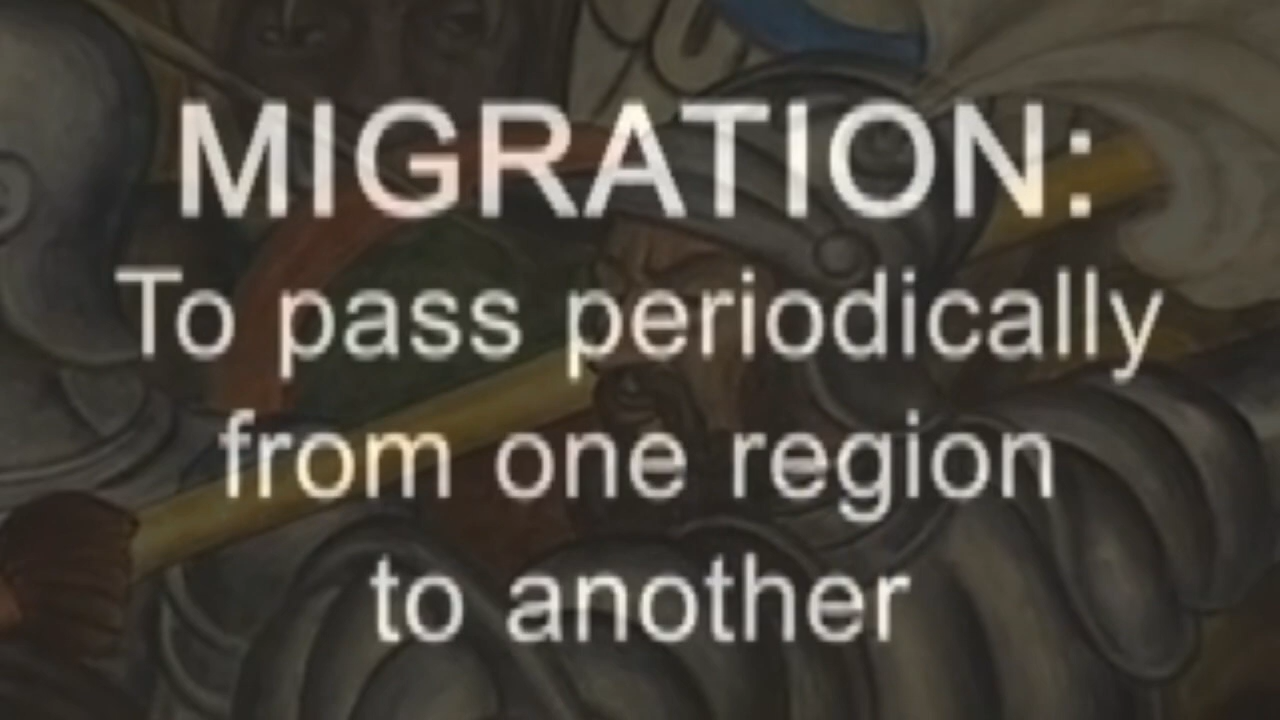 MIGRATION:
To pass periodically
from one region
to another